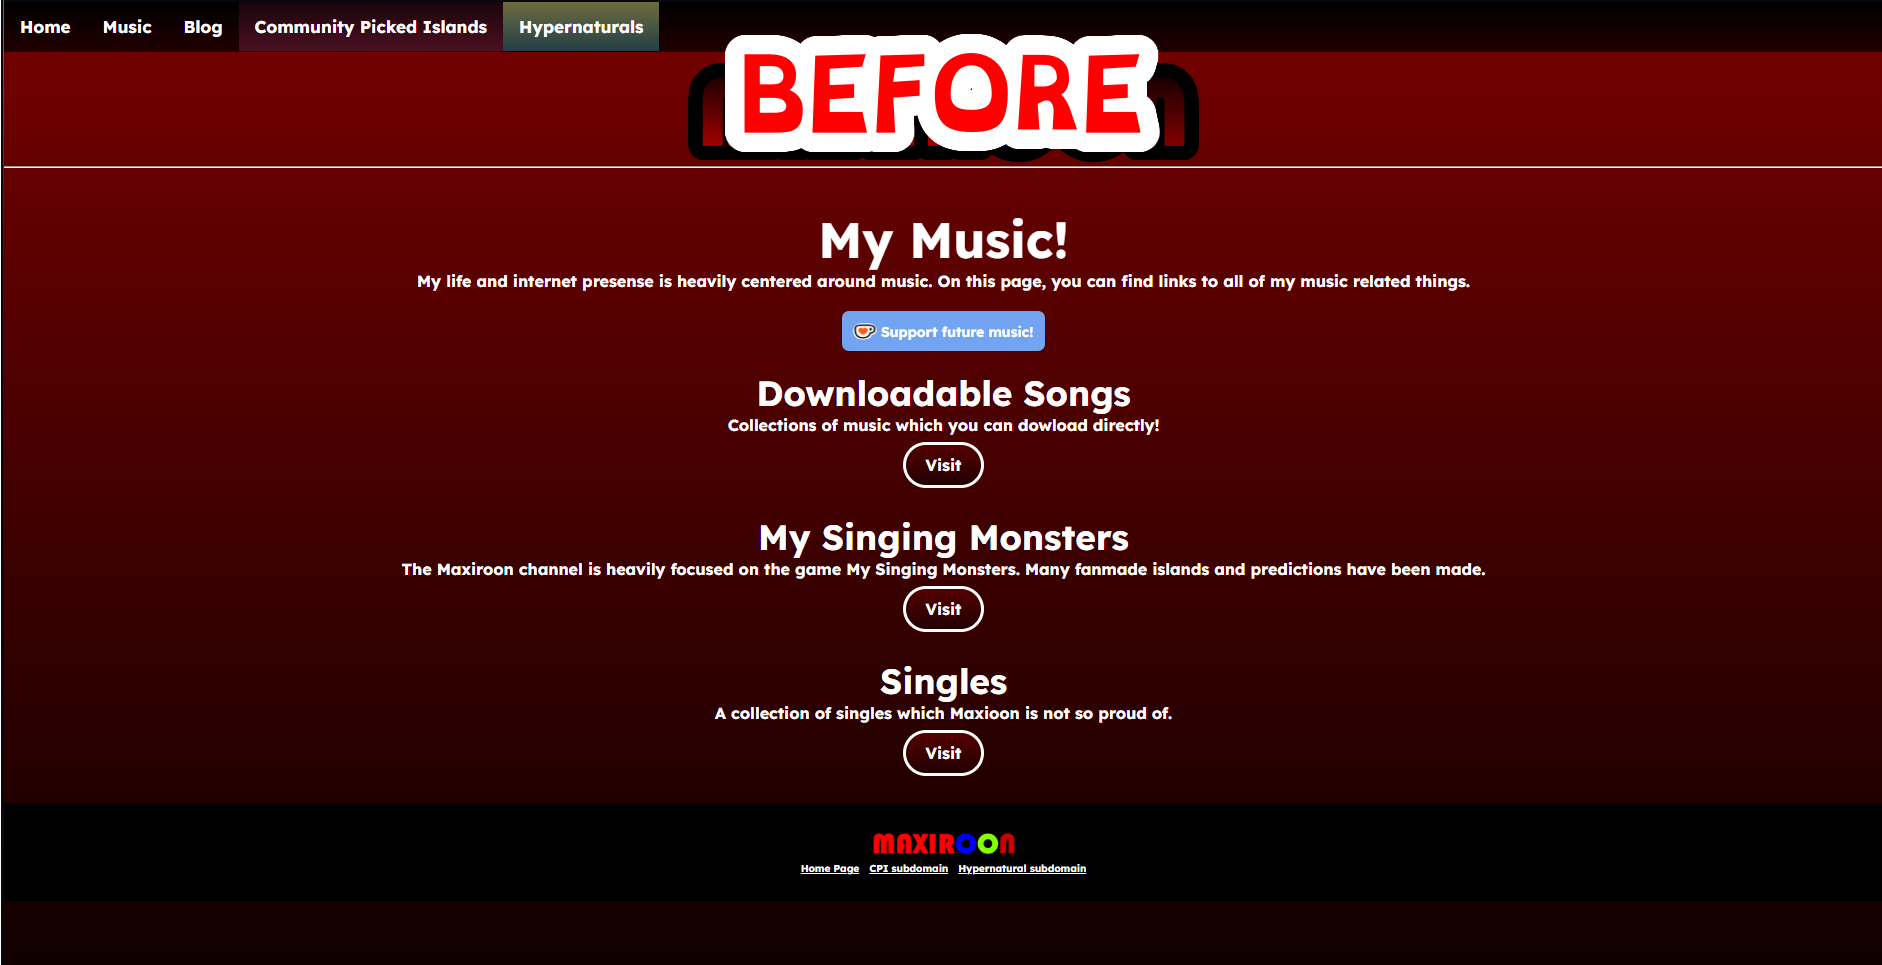 Home Music Blog Community Picked Islands Hypernaturals
BEFORE
My Music!
My life and internet presense is heavily centered around music. On this page, you can find links to all of my music related things.
Support future music!
Downloadable Songs
Collections of music which you can dowload directly!
Visit
My Singing Monsters
The Maxiroon channel is heavily focused on the game My Singing Monsters. Many fanmade islands and predictions have been made.
Visit
Singles
A collection of singles which Maxioon is not so proud of.
Visit
MAXIROON
Home Page CPI subdomain Hypernatural subdomain